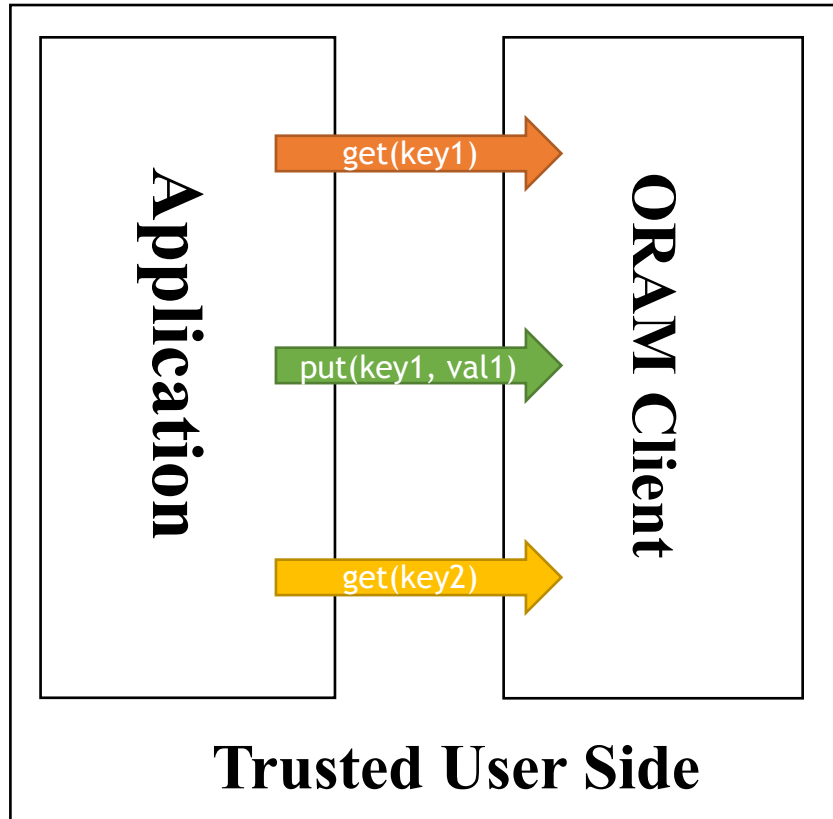 Application
get(key1)
put(key1, val1)
get(key2)
ORAM Client
Trusted User Side